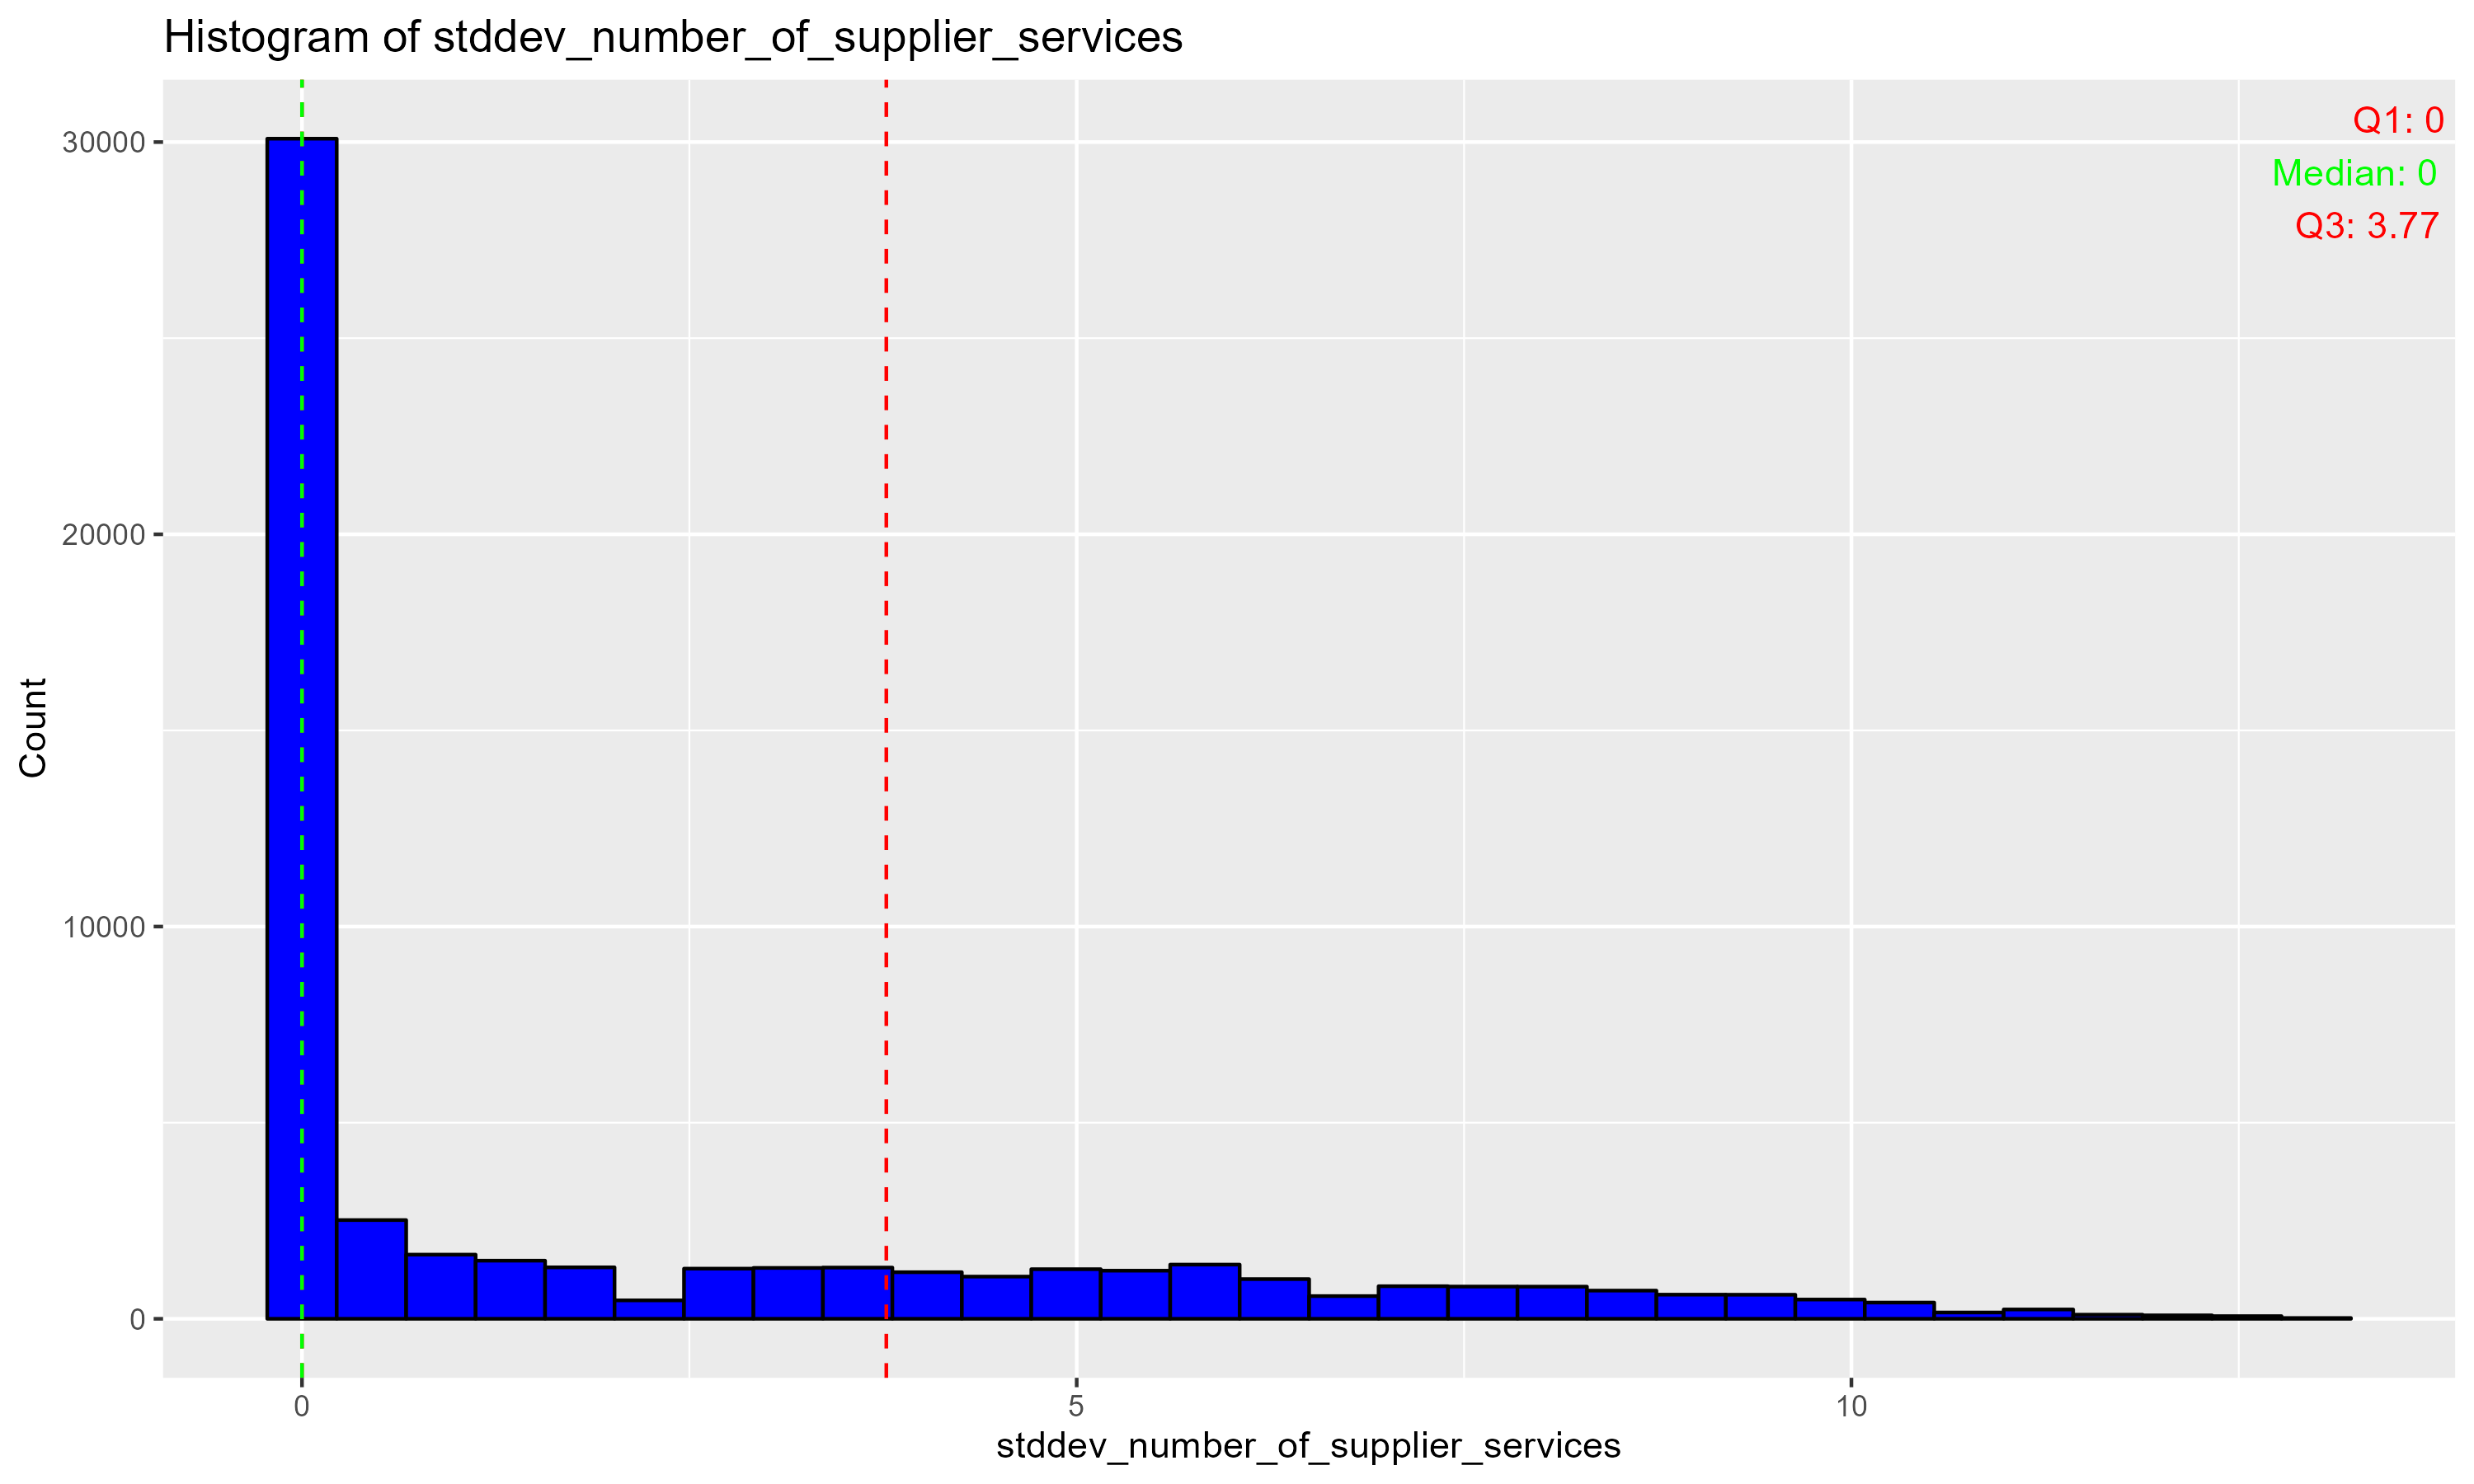 Histogram of stddev_number_of_supplier_services
Q1: 0
Median: 0
Q3: 3.77
30000
20000
10000
0
Count
0 5 10
stddev_number_of_supplier_services